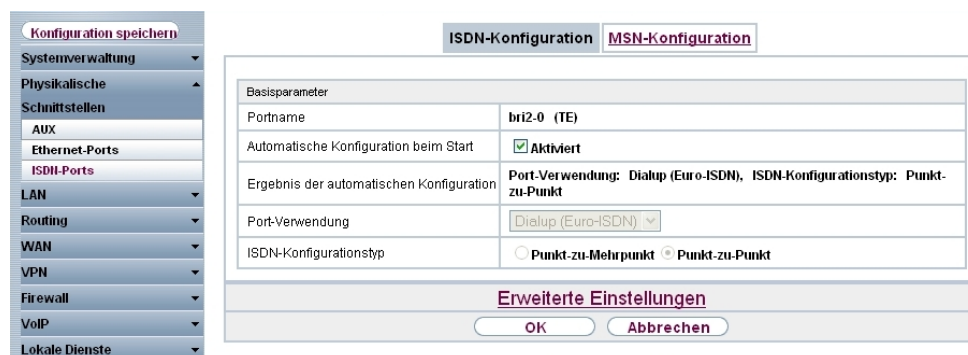 Konfiguration speichern
Systemverwaltung
Physikalische
Schnittstellen
AUX
Ethernet-Ports
ISDN-Ports
LAN
Routing
WAN
VPN
Firewall
VoIP
Lokale Dienste
ISDN-Konfiguration MSN-Konfiguration
Basisparameter
Portname bri2-0 (TE)
Automatische Konfiguration beim Start Aktiviert
Ergebnis der automatischen Konfiguration Port-Verwendung: Dialup (Euro-ISDN), ISDN-Konfigurationstyp: Punkt-
zu-Punkt
Port-Verwendung Dialup (Euro-ISDN)
ISDN-Konfigurationstyp Punkt-zu-Mehrpunkt Punkt-zu-Punkt
Erweiterte Einstellungen
OK Abbrechen